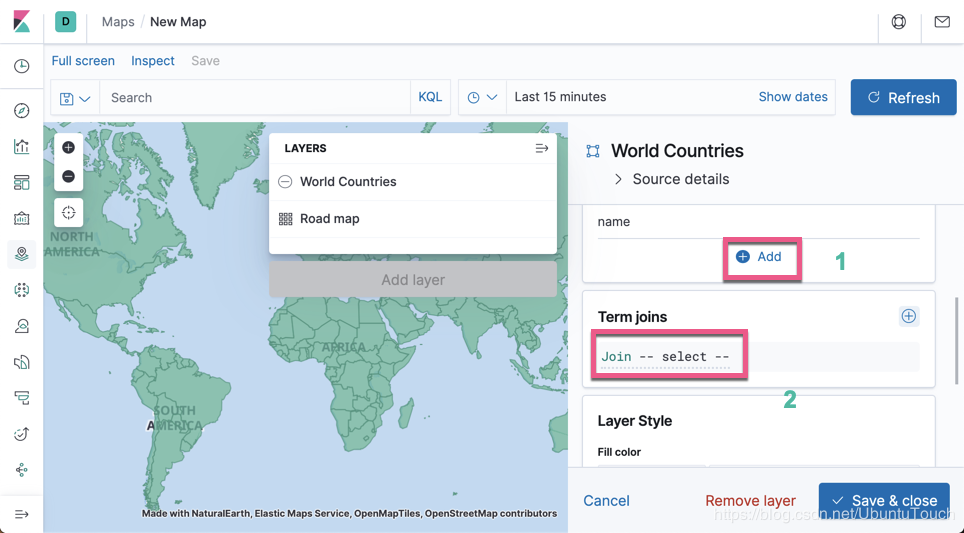 D Maps / New Map
Full screen Inspect Save
Search KQL Last 15 minutes Show dates Refresh
LAYERS
World Countries
Road map
Add layer
NORTH
AMERICA
AFRICA
SOUTH
AMERICA
Made with NaturalEarth, Elastic Maps Service, OpenMapTiles, OpenStreetMap contributors
World Countries
Source details
name
Add 1
Term joins
Join -- select --
2
Layer Style
Fill color
Cancel Remove layer Save & close
https://blog.csdn.net/UbuntuTouch